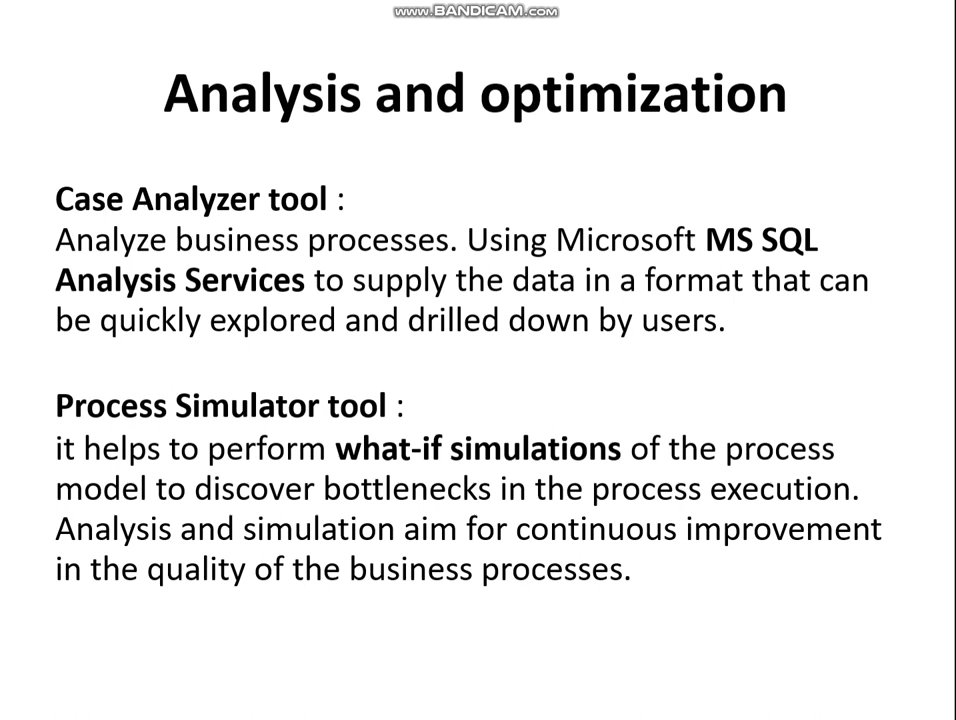 www.BANDICAM.com
Analysis and optimization
Case Analyzer tool :
Analyze business processes. Using Microsoft MS SQL
Analysis Services to supply the data in a format that can
be quickly explored and drilled down by users.
Process Simulator tool :
it helps to perform what-if simulations of the process
model to discover bottlenecks in the process execution.
Analysis and simulation aim for continuous improvement
in the quality of the business processes.